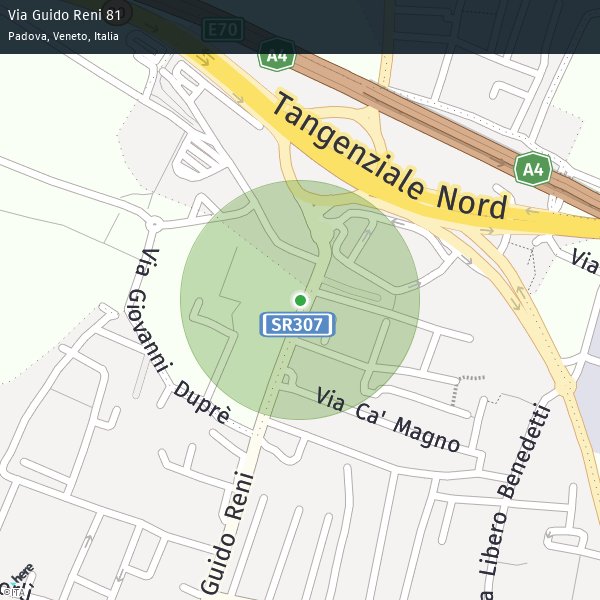 Via Guido Reni 81
Padova, Veneto, Italia
E70
A4
Tangenziale Nord
A4
Via
Via Giovanni Duprè
SR307
Via Ca' Magno
Libero Benedetti
Guido Reni
here